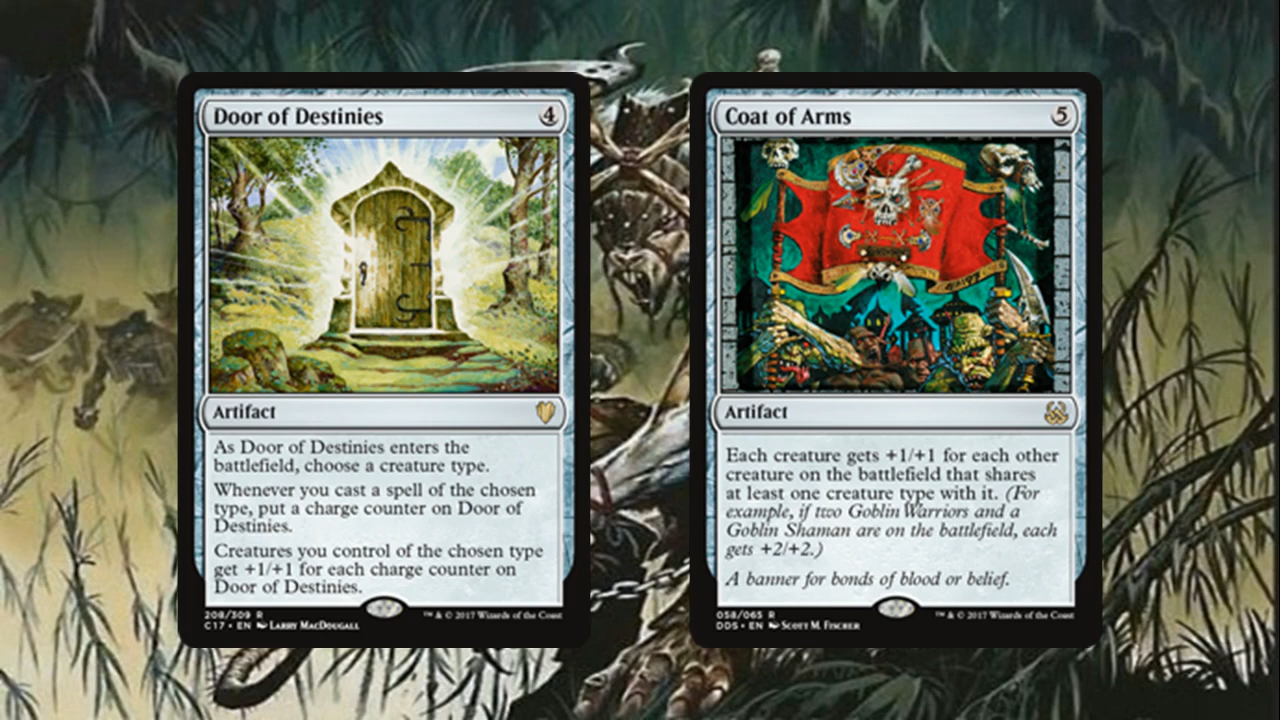 Door of Destinies 4
Artifact
As Door of Destinies enters the
battlefield, choose a creature type.
Whenever you cast a spell of the chosen
type, put a charge counter on Door of
Destinies.
Creatures you control of the chosen type
get +1/+1 for each charge counter on
Door of Destinies.
208/309 R
C17 • EN Larry MacDougall
™ & © 2017 Wizards of the Coast
Coat of Arms 5
Artifact
Each creature gets +1/+1 for each other
creature on the battlefield that shares
at least one creature type with it. (For
example, if two Goblin Warriors and a
Goblin Shaman are on the battlefield, each
gets +2/+2.)
A banner for bonds of blood or belief.
058/065 R
DDS • EN Scott M. Fischer
™ & © 2017 Wizards of the Coast